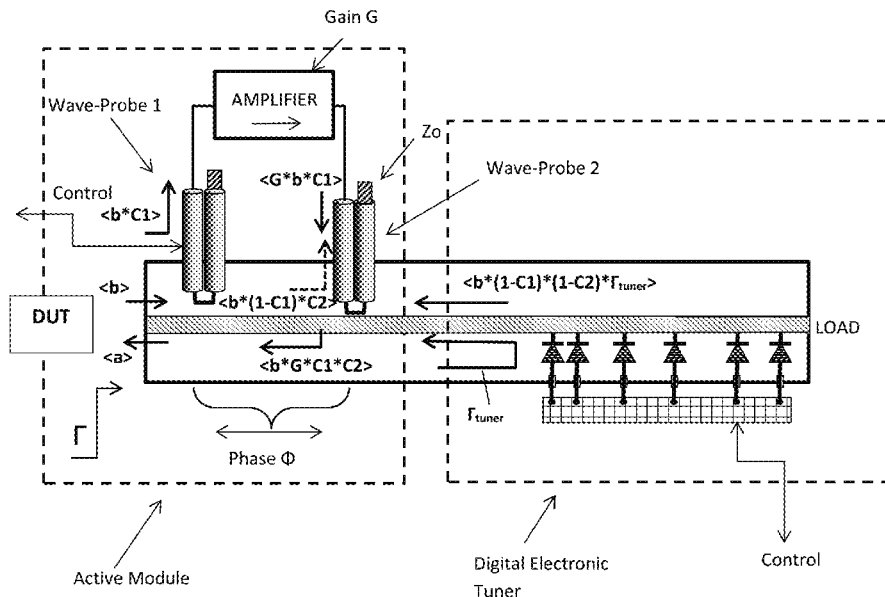 Gain G
AMPLIFIER
Wave-Probe 1
Zo
<G*b*C1>
Wave-Probe 2
Control
<b*C1>
<b>
<b*(1-C1)*C2>
<b*(1-C1)*(1-C2)*Γtuner>
DUT
LOAD
<a>
<b*G*C1*C2>
Γtuner
Γ
Phase Φ
Control
Active Module
Digital Electronic
Tuner